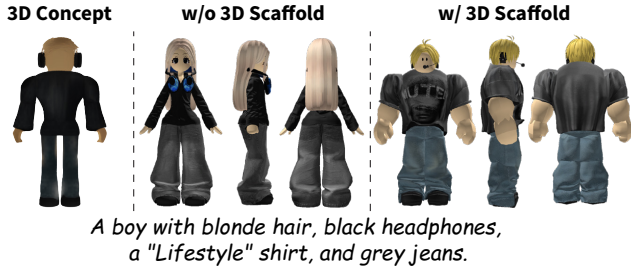 3D Concept
w/o 3D Scaffold
w/ 3D Scaffold
A boy with blonde hair, black headphones,
a "Lifestyle" shirt, and grey jeans.